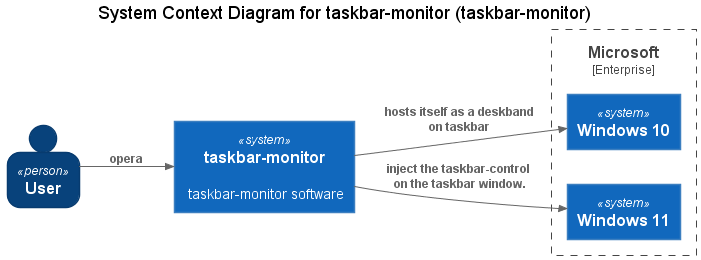 System Context Diagram for taskbar-monitor (taskbar-monitor)
Microsoft
[Enterprise]
«person»
User
opera
«system»
taskbar-monitor
taskbar-monitor software
hosts itself as a deskband
on taskbar
inject the taskbar-control
on the taskbar window.
«system»
Windows 10
«system»
Windows 11